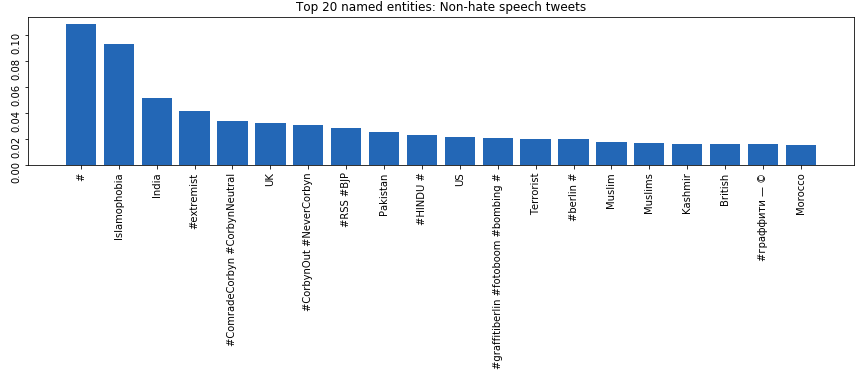 Top 20 named entities: Non-hate speech tweets
0.10
0.08
0.06
0.04
0.02
0.00
#
Islamophobia
India
#extremist
#ComradeCorbyn #CorbynNeutral
UK
#CorbynOut #NeverCorbyn
#RSS #BJP
Pakistan
#HINDU #
US
#graffitiberlin #fotoboom #bombing #
Terrorist
#berlin #
Muslim
Muslims
Kashmir
British
#граффити — ©
Morocco